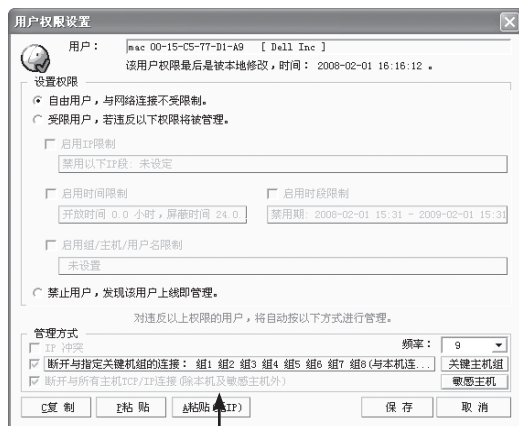 用户权限设置
用户： mac 00-15-C5-77-D1-A9 [ Dell Inc ]
该用户权限最后是被本地修改，时间： 2008-02-01 16:16:12 。
设置权限
自由用户，与网络连接不受限制。
受限用户，若违反以下权限将被管理。
启用IP限制
禁用以下IP段: 未设定
启用时间限制 启用时段限制
开放时间 0.0 小时，屏蔽时间 24.0. 禁用期: 2008-02-01 15:31 - 2009-02-01 15:31
启用组/主机/用户名限制
未设置
禁止用户，发现该用户上线即管理。
对违反以上权限的用户，将自动按以下方式进行管理。
管理方式
IP 冲突 频率： 9
断开与指定关键机组的连接： 组1 组2 组3 组4 组5 组6 组7 组8(与本机连... 关键主机组
断开与所有主机TCP/IP连接(除本机及敏感主机外) 敏感主机
C复 制 P粘 贴 A粘贴 IP) 保 存 取 消